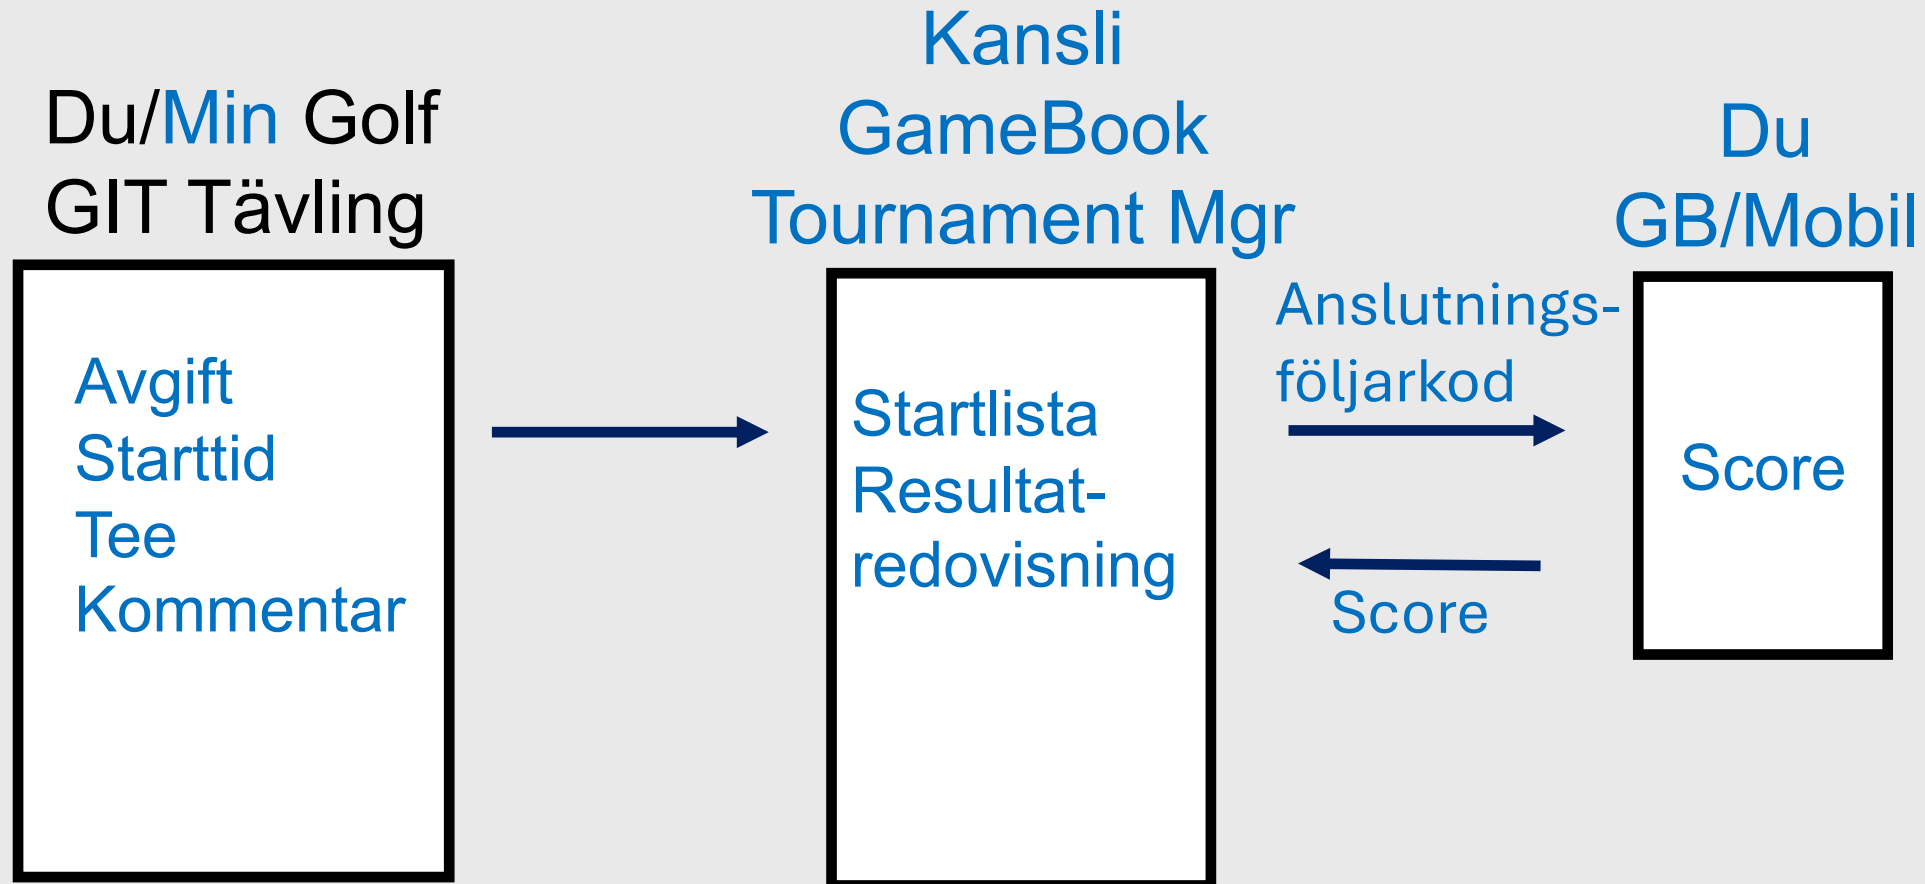 Du/Min Golf
GIT Tävling
Avgift
Starttid
Tee
Kommentar
Kansli
GameBook
Tournament Mgr
Startlista
Resultat-
redovisning
Anslutnings-
följarkod
Score
Du
GB/Mobil
Score